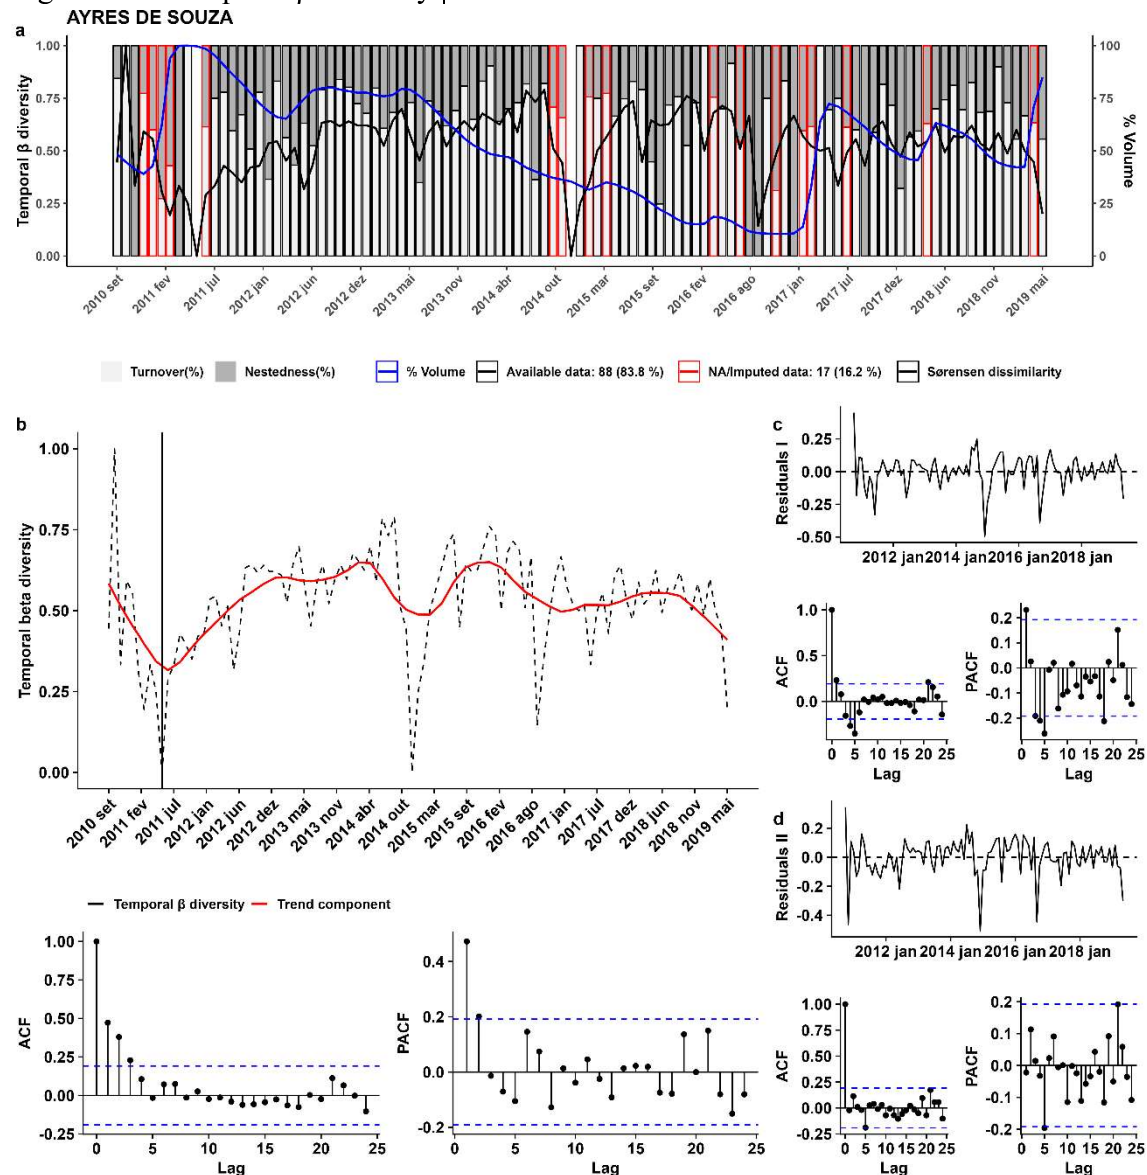 AYRES DE SOUZA
a
Temporal β diversity
1.00
0.75
0.50
0.25
0.00
100
75
50
25
0
% Volume
2010 set
2011 fev
2011 jul
2012 jan
2012 jun
2012 dez
2013 mai
2013 nov
2014 abr
2014 out
2015 mar
2015 set
2016 fev
2016 ago
2017 jan
2017 jul
2017 dez
2018 jun
2018 nov
2019 mai
Turnover(%) Nestedness(%) % Volume Available data: 88 (83.8 %) NA/Imputed data: 17 (16.2 %) Sørensen dissimilarity
b
Temporal beta diversity
1.00
0.75
0.50
0.25
0.00
2010 set
2011 fev
2011 jul
2012 jan
2012 jun
2012 dez
2013 mai
2013 nov
2014 abr
2014 out
2015 mar
2015 set
2016 fev
2016 ago
2017 jan
2017 jul
2017 dez
2018 jun
2018 nov
2019 mai
Temporal β diversity Trend component
ACF
1.00
0.75
0.50
0.25
0.00
-0.25
0 5 10 15 20 25
Lag
PACF
0.4
0.2
0.0
-0.2
0 5 10 15 20 25
Lag
c
Residuals I
0.25
0.00
-0.25
-0.50
2012 jan 2014 jan 2016 jan 2018 jan
ACF
1.0
0.5
0.0
0 5 10 15 20 25
Lag
PACF
0.2
0.1
0.0
-0.1
-0.2
0 5 10 15 20 25
Lag
d
Residuals II
0.2
0.0
-0.2
-0.4
2012 jan 2014 jan 2016 jan 2018 jan
ACF
1.00
0.75
0.50
0.25
0.00
-0.25
0 5 10 15 20 25
Lag
PACF
0.2
0.1
0.0
-0.1
-0.2
0 5 10 15 20 25
Lag